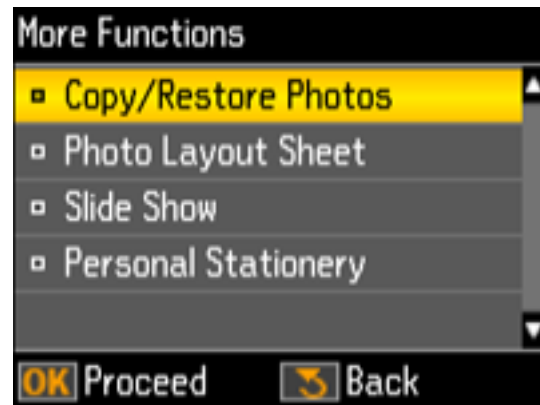 More Functions
Copy/Restore Photos
Photo Layout Sheet
Slide Show
Personal Stationery
OK Proceed Back